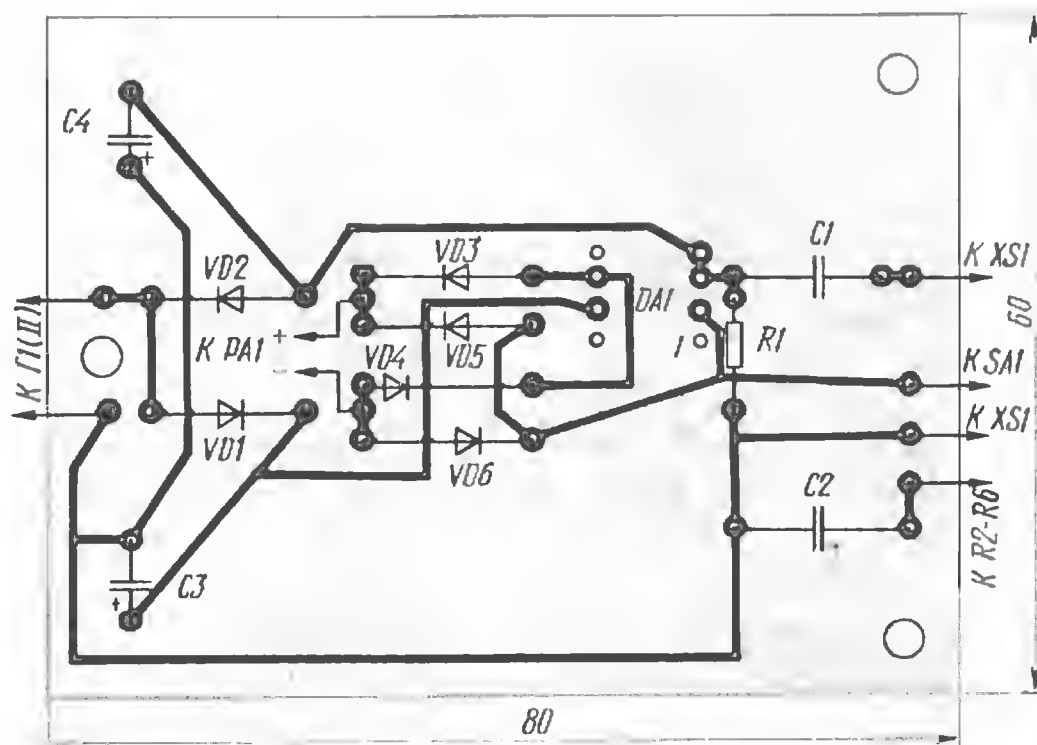 C4
+
VD2
VD3
C1
К XS1
К T1(II)
+
К PA1
−
DA1
VD5
1
R1
VD4
К SA1
VD1
VD6
К XS1
C2
+
К R2-R6
C3
+
60
80